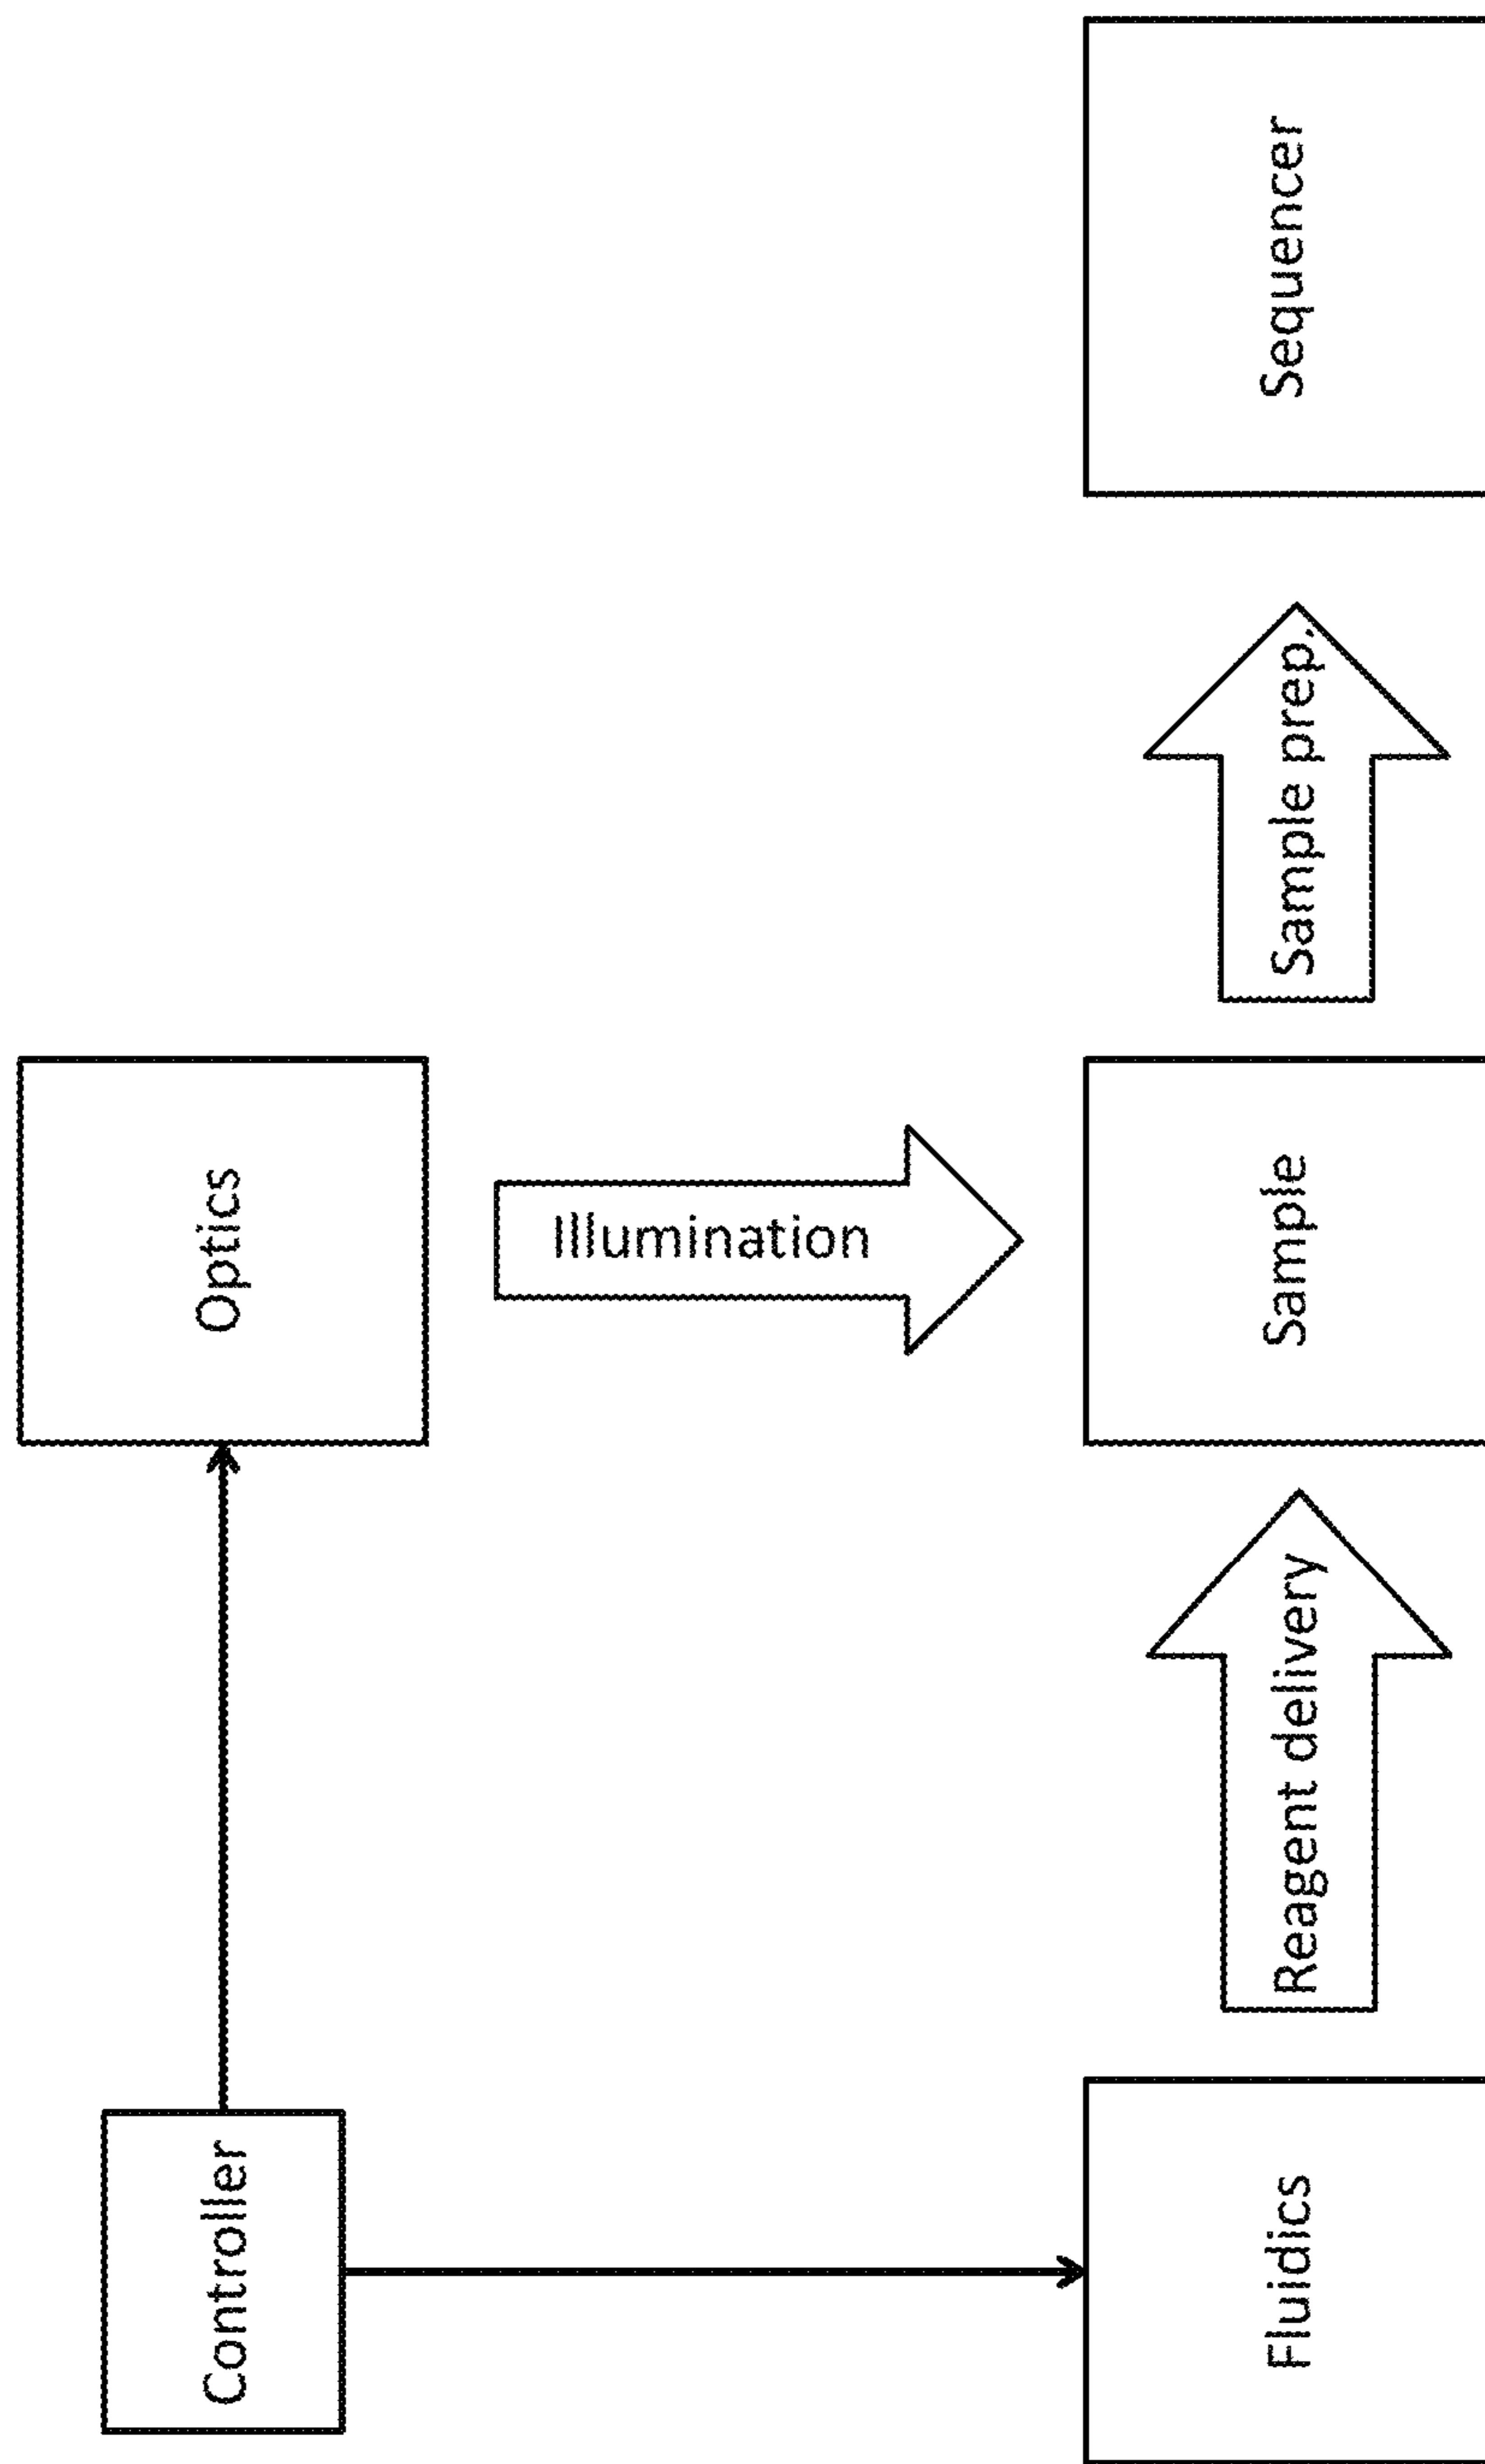 Controller
Optics
Illumination
Fluidics
Reagent delivery
Sample
Sample prep,
Sequencer